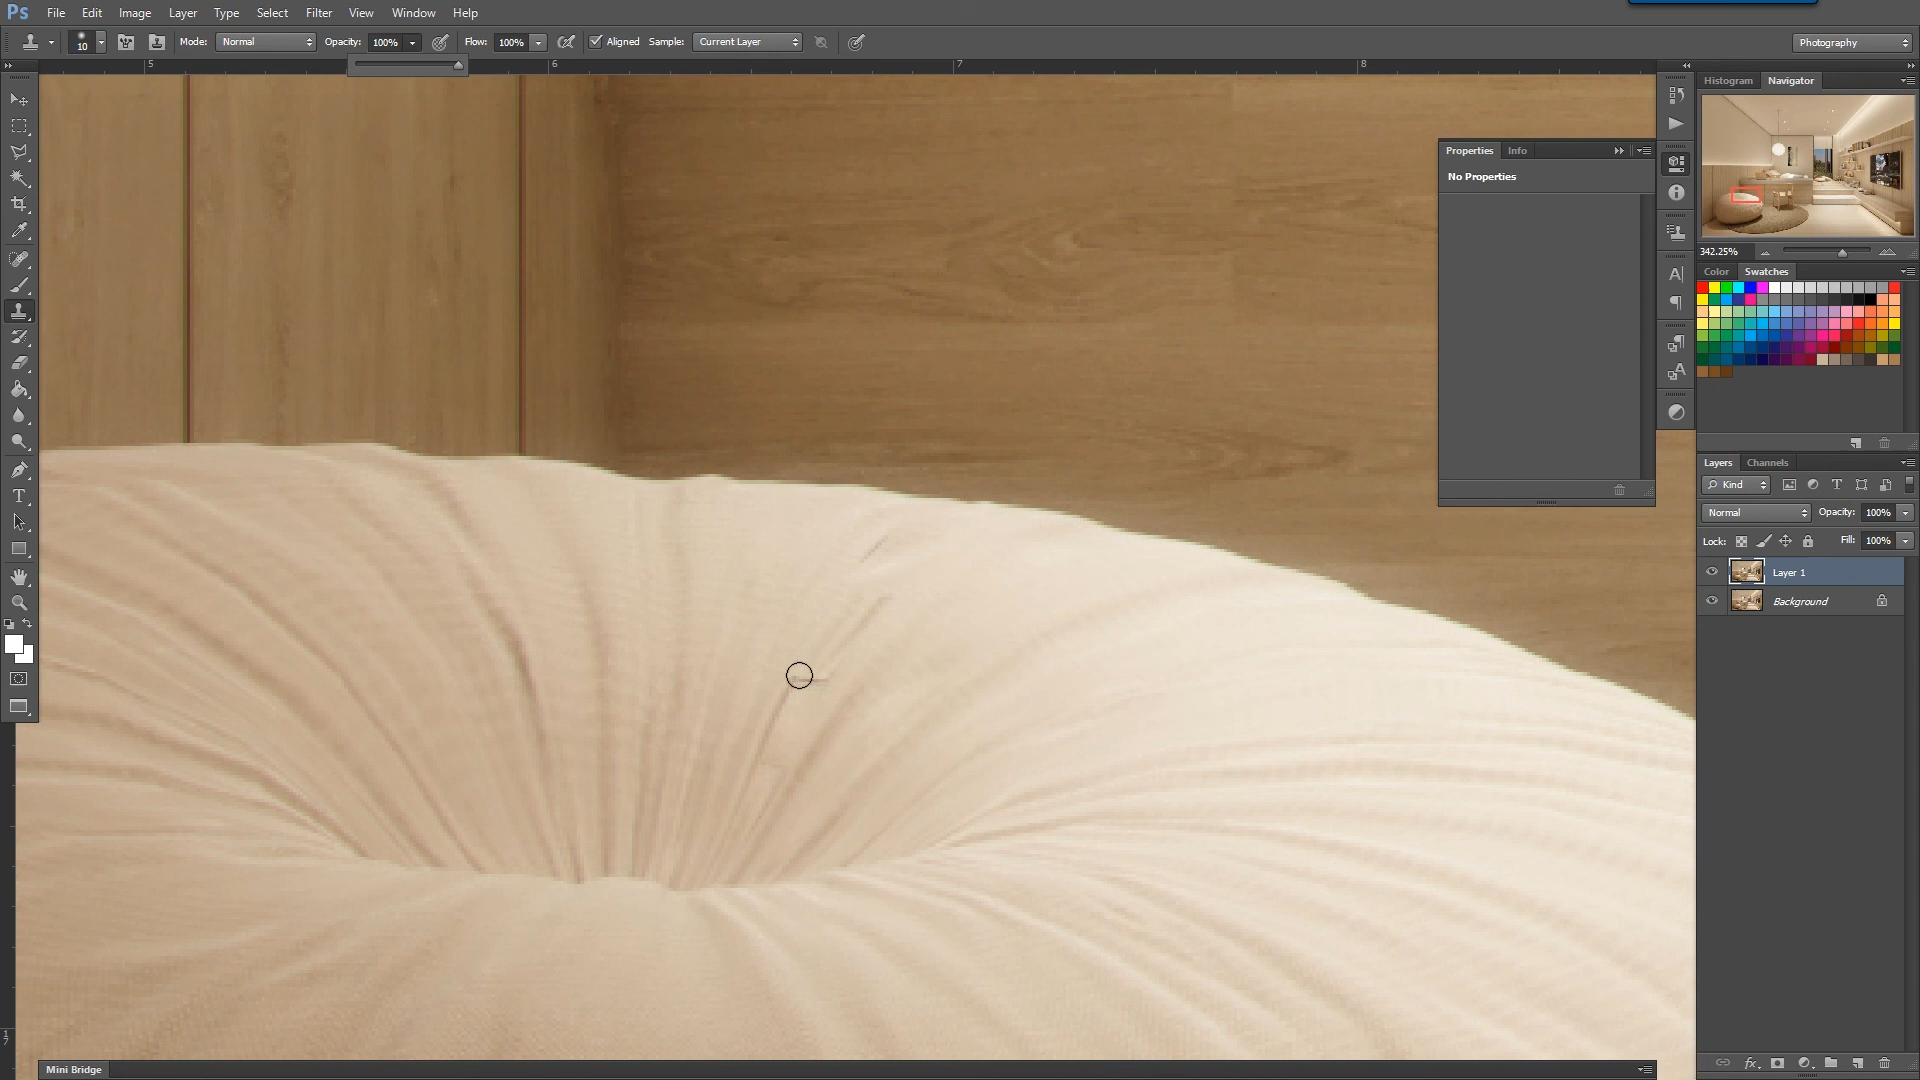 Ps File Edit Image Layer Type Select Filter View Window Help
10 Mode: Normal Opacity: 100% Flow: 100% Aligned Sample: Current Layer Photography
5 6 7 8
Histogram Navigator
Properties Info
No Properties
342.25%
Color Swatches
Layers Channels
Kind
Normal Opacity: 100%
Lock: Fill: 100%
Layer 1
Background
17
Mini Bridge